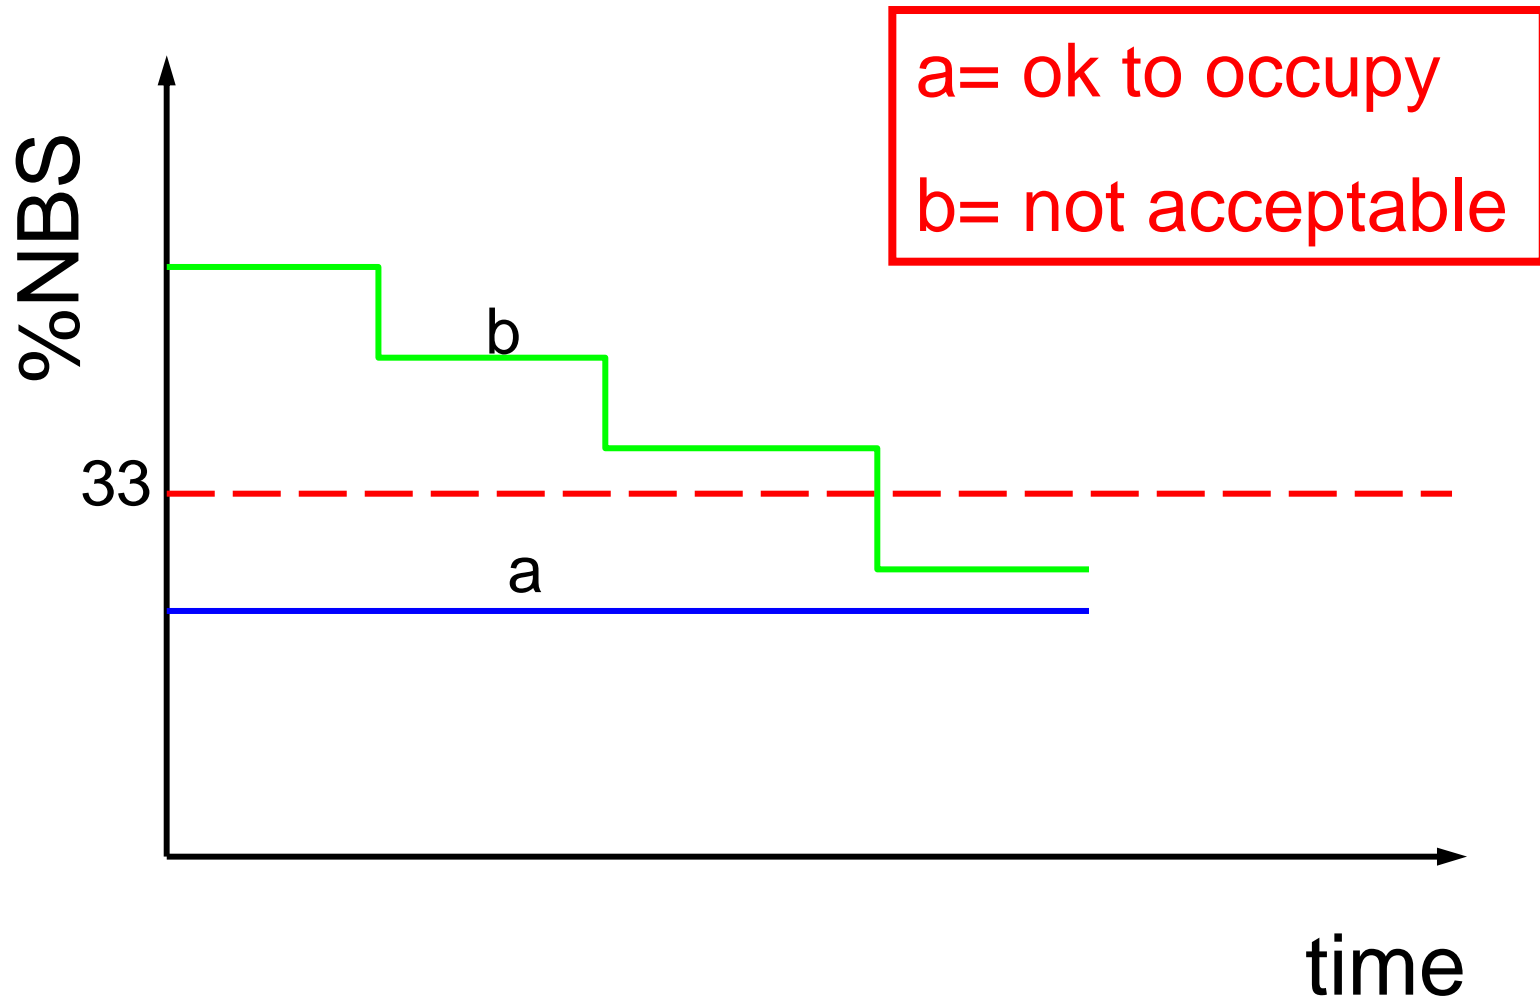 a= ok to occupy
b= not acceptable
%NBS
b
33
a
time